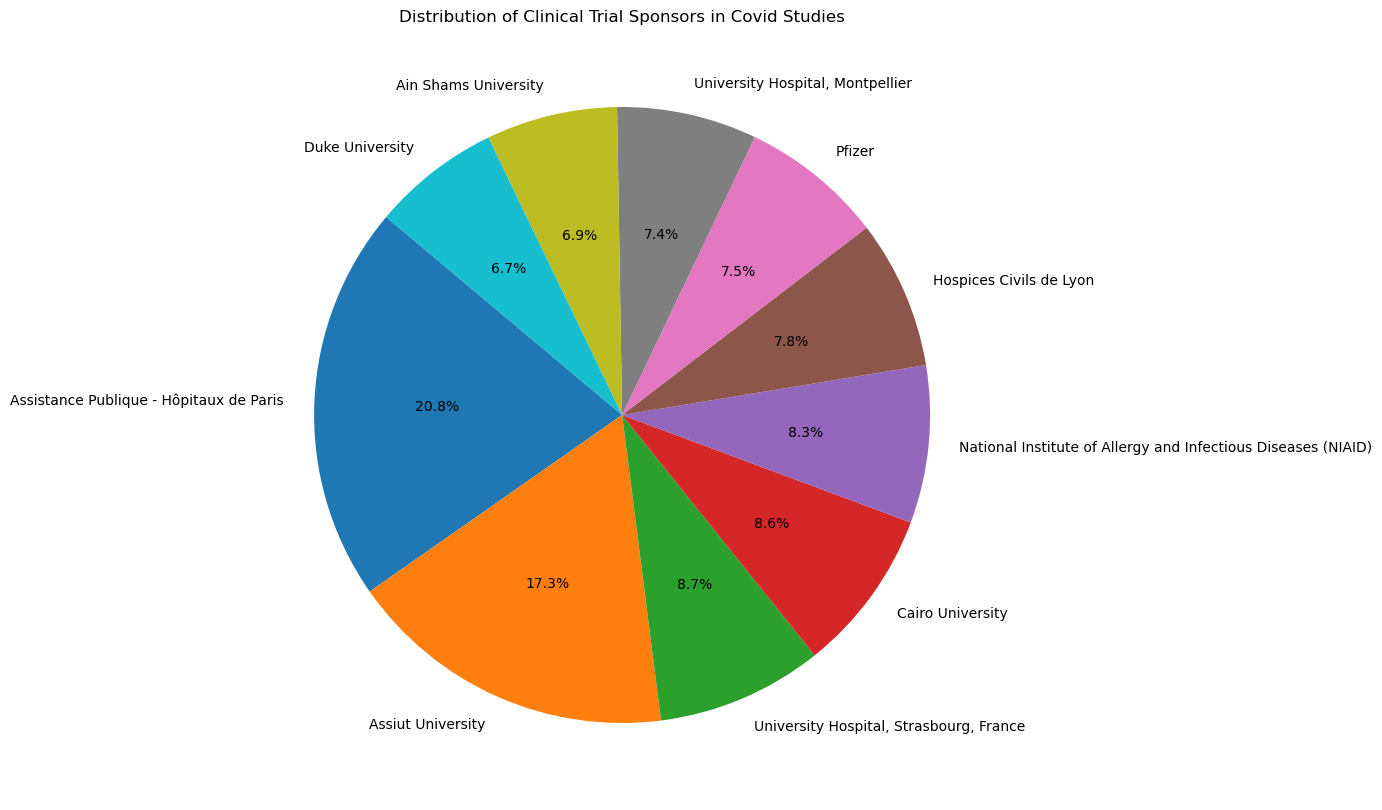 Distribution of Clinical Trial Sponsors in Covid Studies
University Hospital, Montpellier
Ain Shams University
Duke University
Pfizer
7.4%
6.9%
6.7%
7.5%
Hospices Civils de Lyon
7.8%
Assistance Publique - Hôpitaux de Paris
20.8%
8.3%
National Institute of Allergy and Infectious Diseases (NIAID)
8.6%
17.3%
8.7%
Cairo University
Assiut University
University Hospital, Strasbourg, France